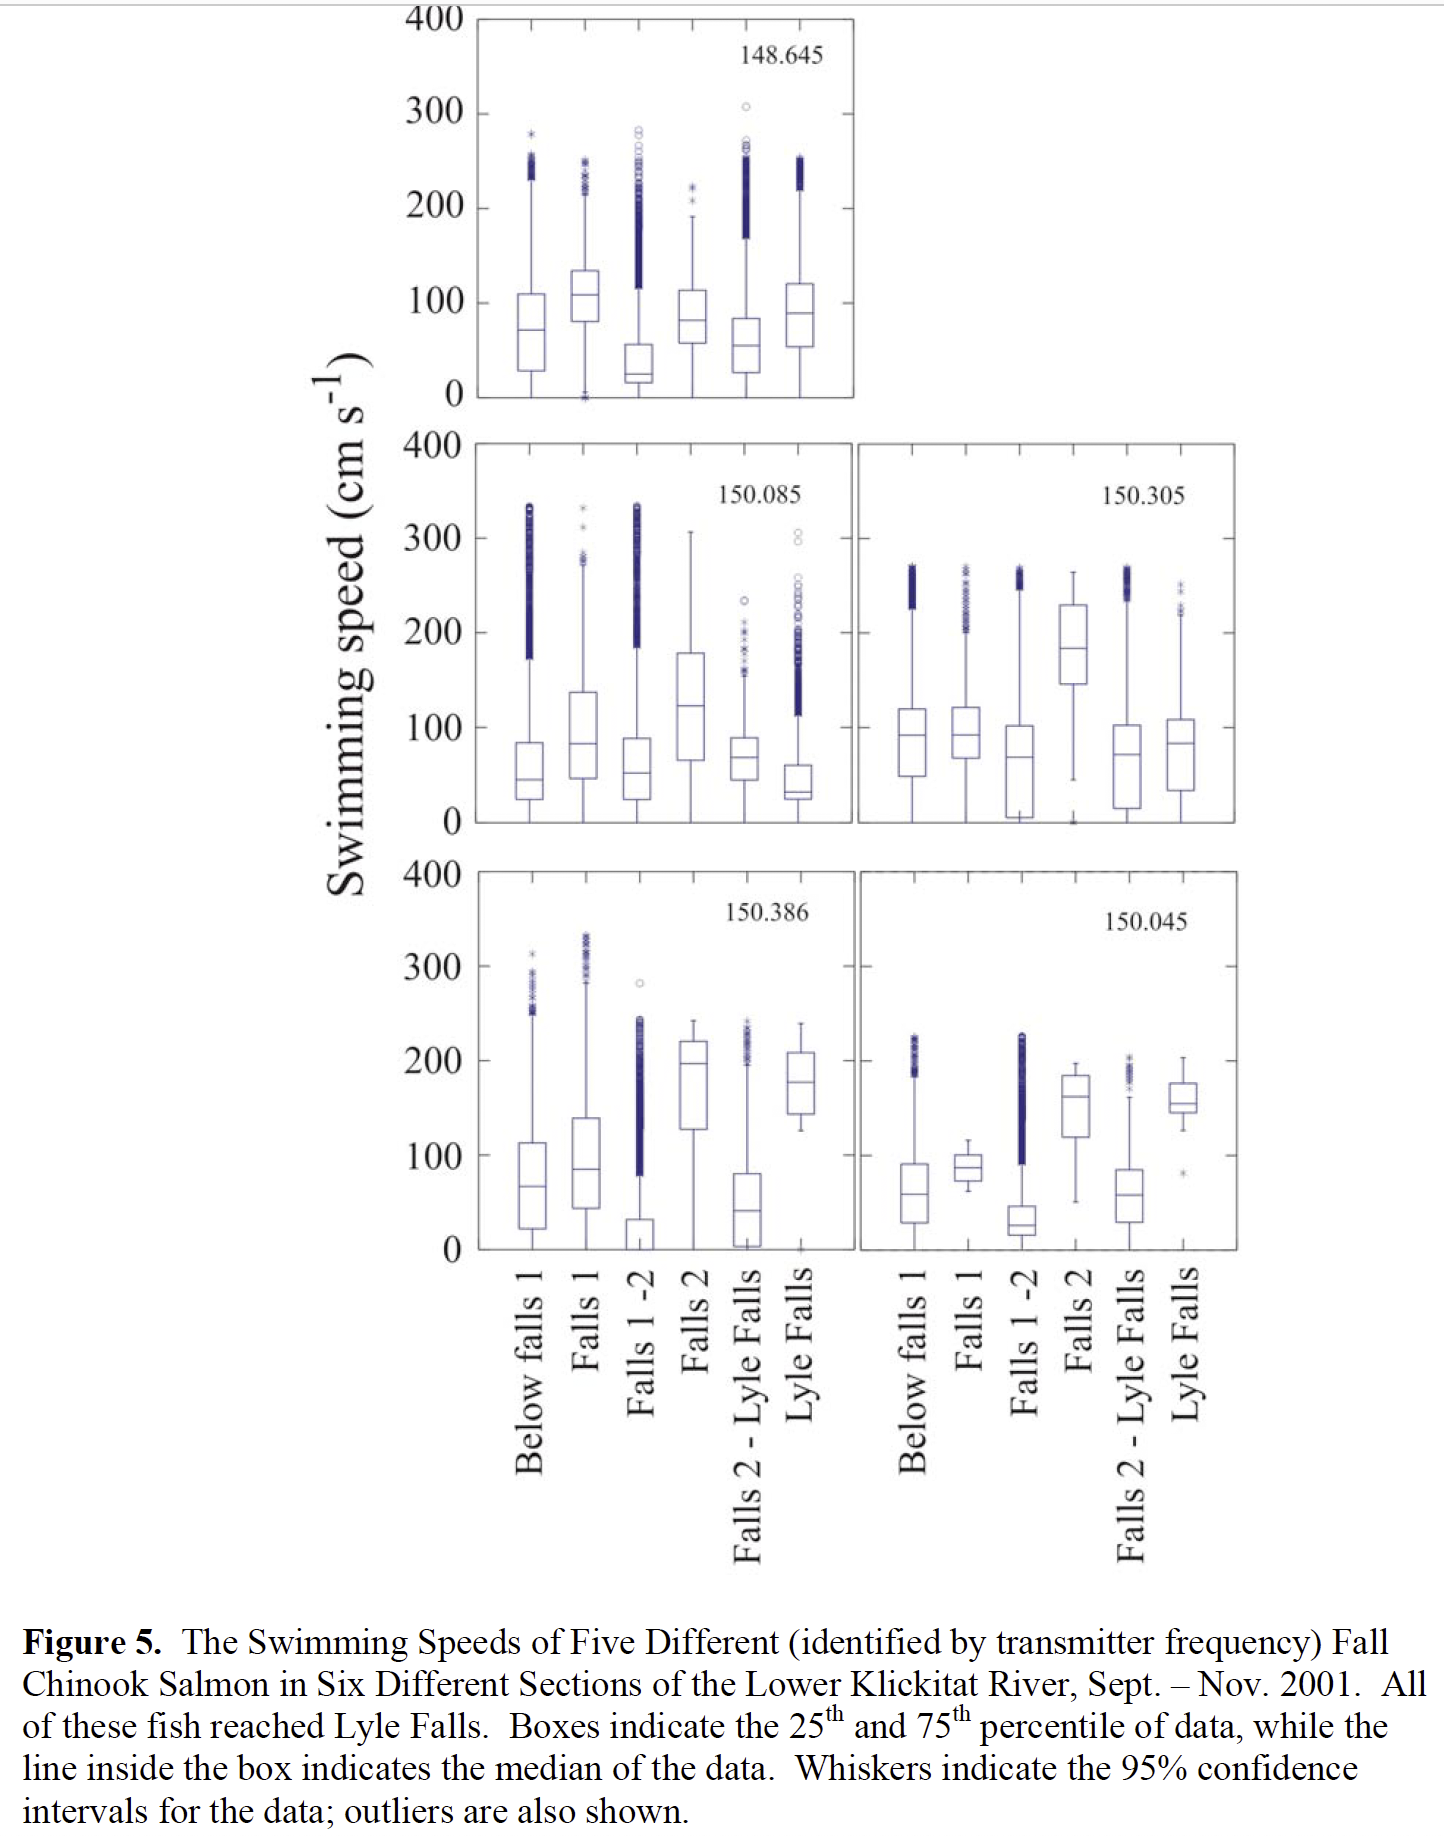 400
148.645
300
200
100
0
Swimming speed (cm s-1)
400
150.085
150.305
300
200
100
0
400
150.386
150.045
300
200
100
0
Below falls 1
Falls 1
Falls 1 -2
Falls 2
Falls 2 - Lyle Falls
Lyle Falls
Below falls 1
Falls 1
Falls 1 -2
Falls 2
Falls 2 - Lyle Falls
Lyle Falls
Figure 5. The Swimming Speeds of Five Different (identified by transmitter frequency) Fall
Chinook Salmon in Six Different Sections of the Lower Klickitat River, Sept. – Nov. 2001. All
of these fish reached Lyle Falls. Boxes indicate the 25th and 75th percentile of data, while the
line inside the box indicates the median of the data. Whiskers indicate the 95% confidence
intervals for the data; outliers are also shown.